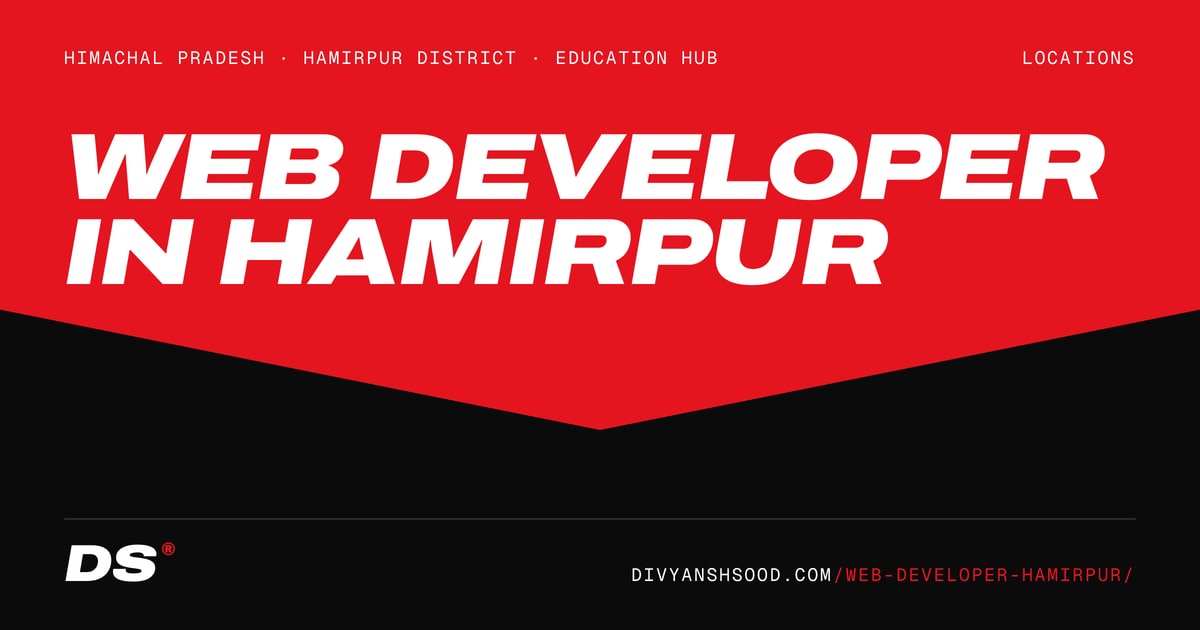 HIMACHAL PRADESH · HAMIRPUR DISTRICT · EDUCATION HUB
LOCATIONS
WEB DEVELOPER
IN HAMIRPUR
DS®
DIVYANSHSOOD.COM/WEB-DEVELOPER-HAMIRPUR/